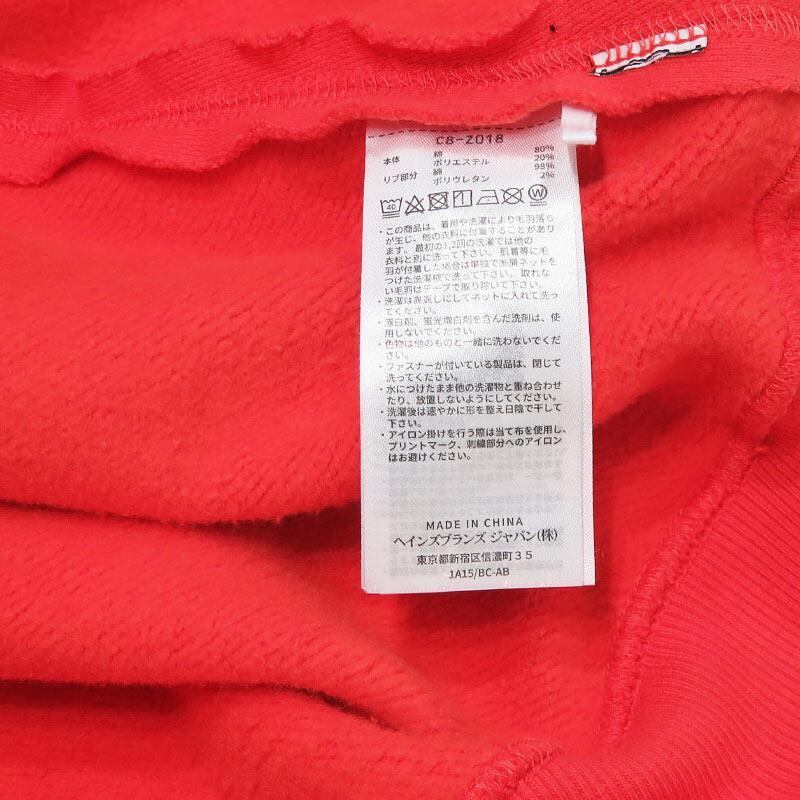 C8-Z018
本体 綿 80%
ポリエステル 20%
リブ部分 綿 98%
ポリウレタン 2%
40 W
・この商品は、着用や洗濯により毛羽落ち
が生じ、他の衣料に付着することがあり
ます。最初の1,2回の洗濯では他の
衣料と別に洗って下さい。肌着等に毛
羽が付着した場合は単独で糸屑ネットを
つけた洗濯機で洗って下さい。取れな
い毛羽はテープで取り除いて下さい。
・洗濯は裏返しにしてネットに入れて洗っ
てください。
・漂白剤、蛍光増白剤を含んだ洗剤は、使
用しないでください。
・色物は他のものと一緒に洗わないでくだ
さい。
・ファスナーが付いている製品は、閉じて
洗ってください。
・水につけたまま他の洗濯物と重ね合わせ
たり、放置しないようにしてください。
・洗濯後は速やかに形を整え日陰で干して
下さい。
・アイロン掛けを行う際は当て布を使用し、
プリントマーク、刺繍部分へのアイロン
はお避けください。
MADE IN CHINA
ヘインズブランズ ジャパン(株)
東京都新宿区信濃町35
1A15/BC-AB